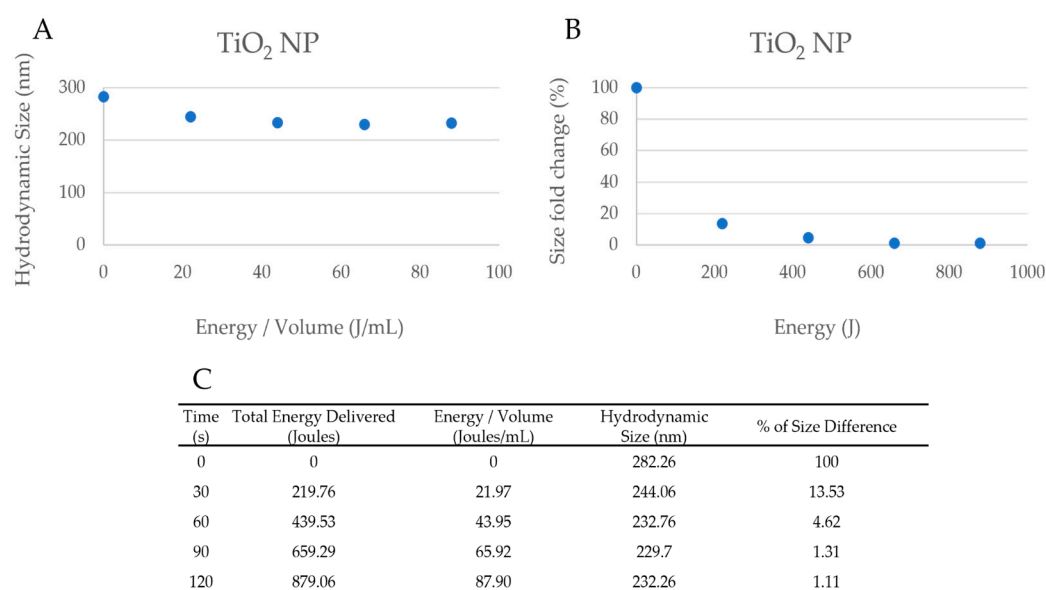 A
TiO2 NP
Hydrodynamic Size (nm)
300
200
100
0
0 20 40 60 80 100
Energy / Volume (J/mL)
B
TiO2 NP
Size fold change (%)
100
80
60
40
20
0
0 200 400 600 800 1000
Energy (J)
C
Time (s) Total Energy Delivered (Joules) Energy / Volume (Joules/mL) Hydrodynamic Size (nm) % of Size Difference
0 0 0 282.26 100
30 219.76 21.97 244.06 13.53
60 439.53 43.95 232.76 4.62
90 659.29 65.92 229.7 1.31
120 879.06 87.90 232.26 1.11